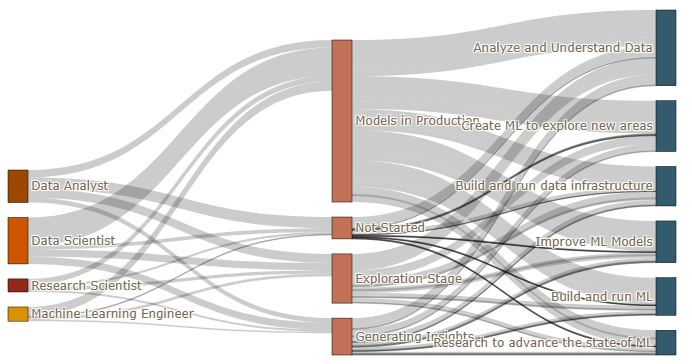 Data Analyst
Data Scientist
Research Scientist
Machine Learning Engineer
Models in Production
Not Started
Exploration Stage
Generating Insights
Analyze and Understand Data
Create ML to explore new areas
Build and run data infrastructure
Improve ML Models
Build and run ML
Research to advance the state of ML